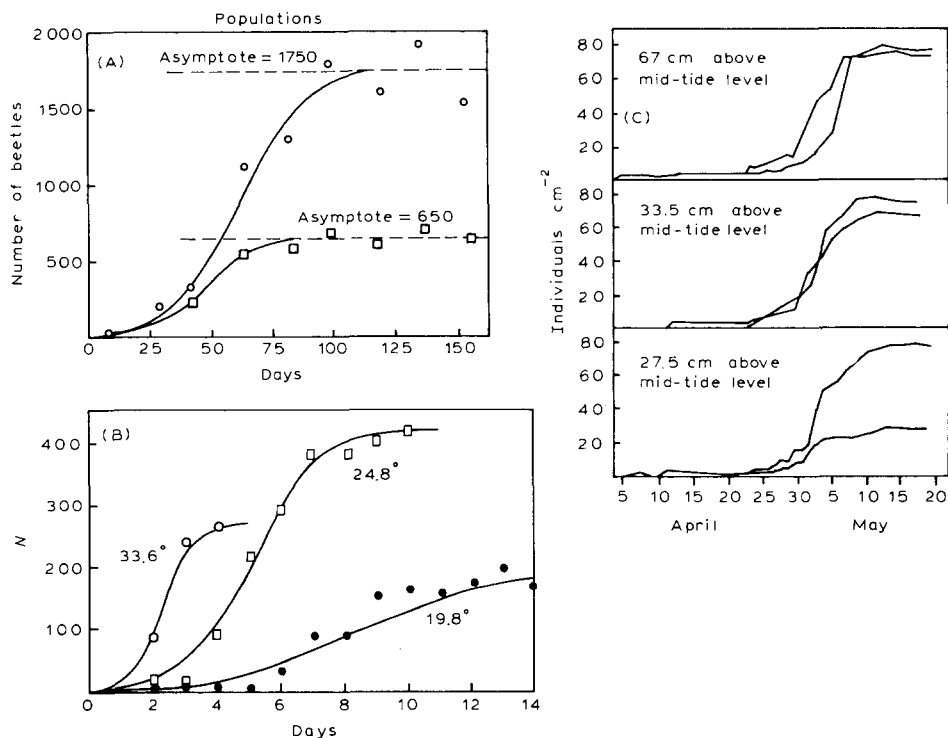 Populations
2 000
1500
1000
500
0
(A)
Asymptote = 1750
Asymptote = 650
Number of beetles
0 25 50 75 100 125 150
Days
400
300
200
100
(B)
33.6°
24.8°
19.8°
N
2 4 6 8 10 12 14
Days
80
60
40
20
67 cm above
mid-tide level
(C)
80
60
40
20
33.5 cm above
mid-tide level
80
60
40
20
27.5 cm above
mid-tide level
Individuals cm⁻²
5 10 15 20 25 30 5 10 15 20
April May